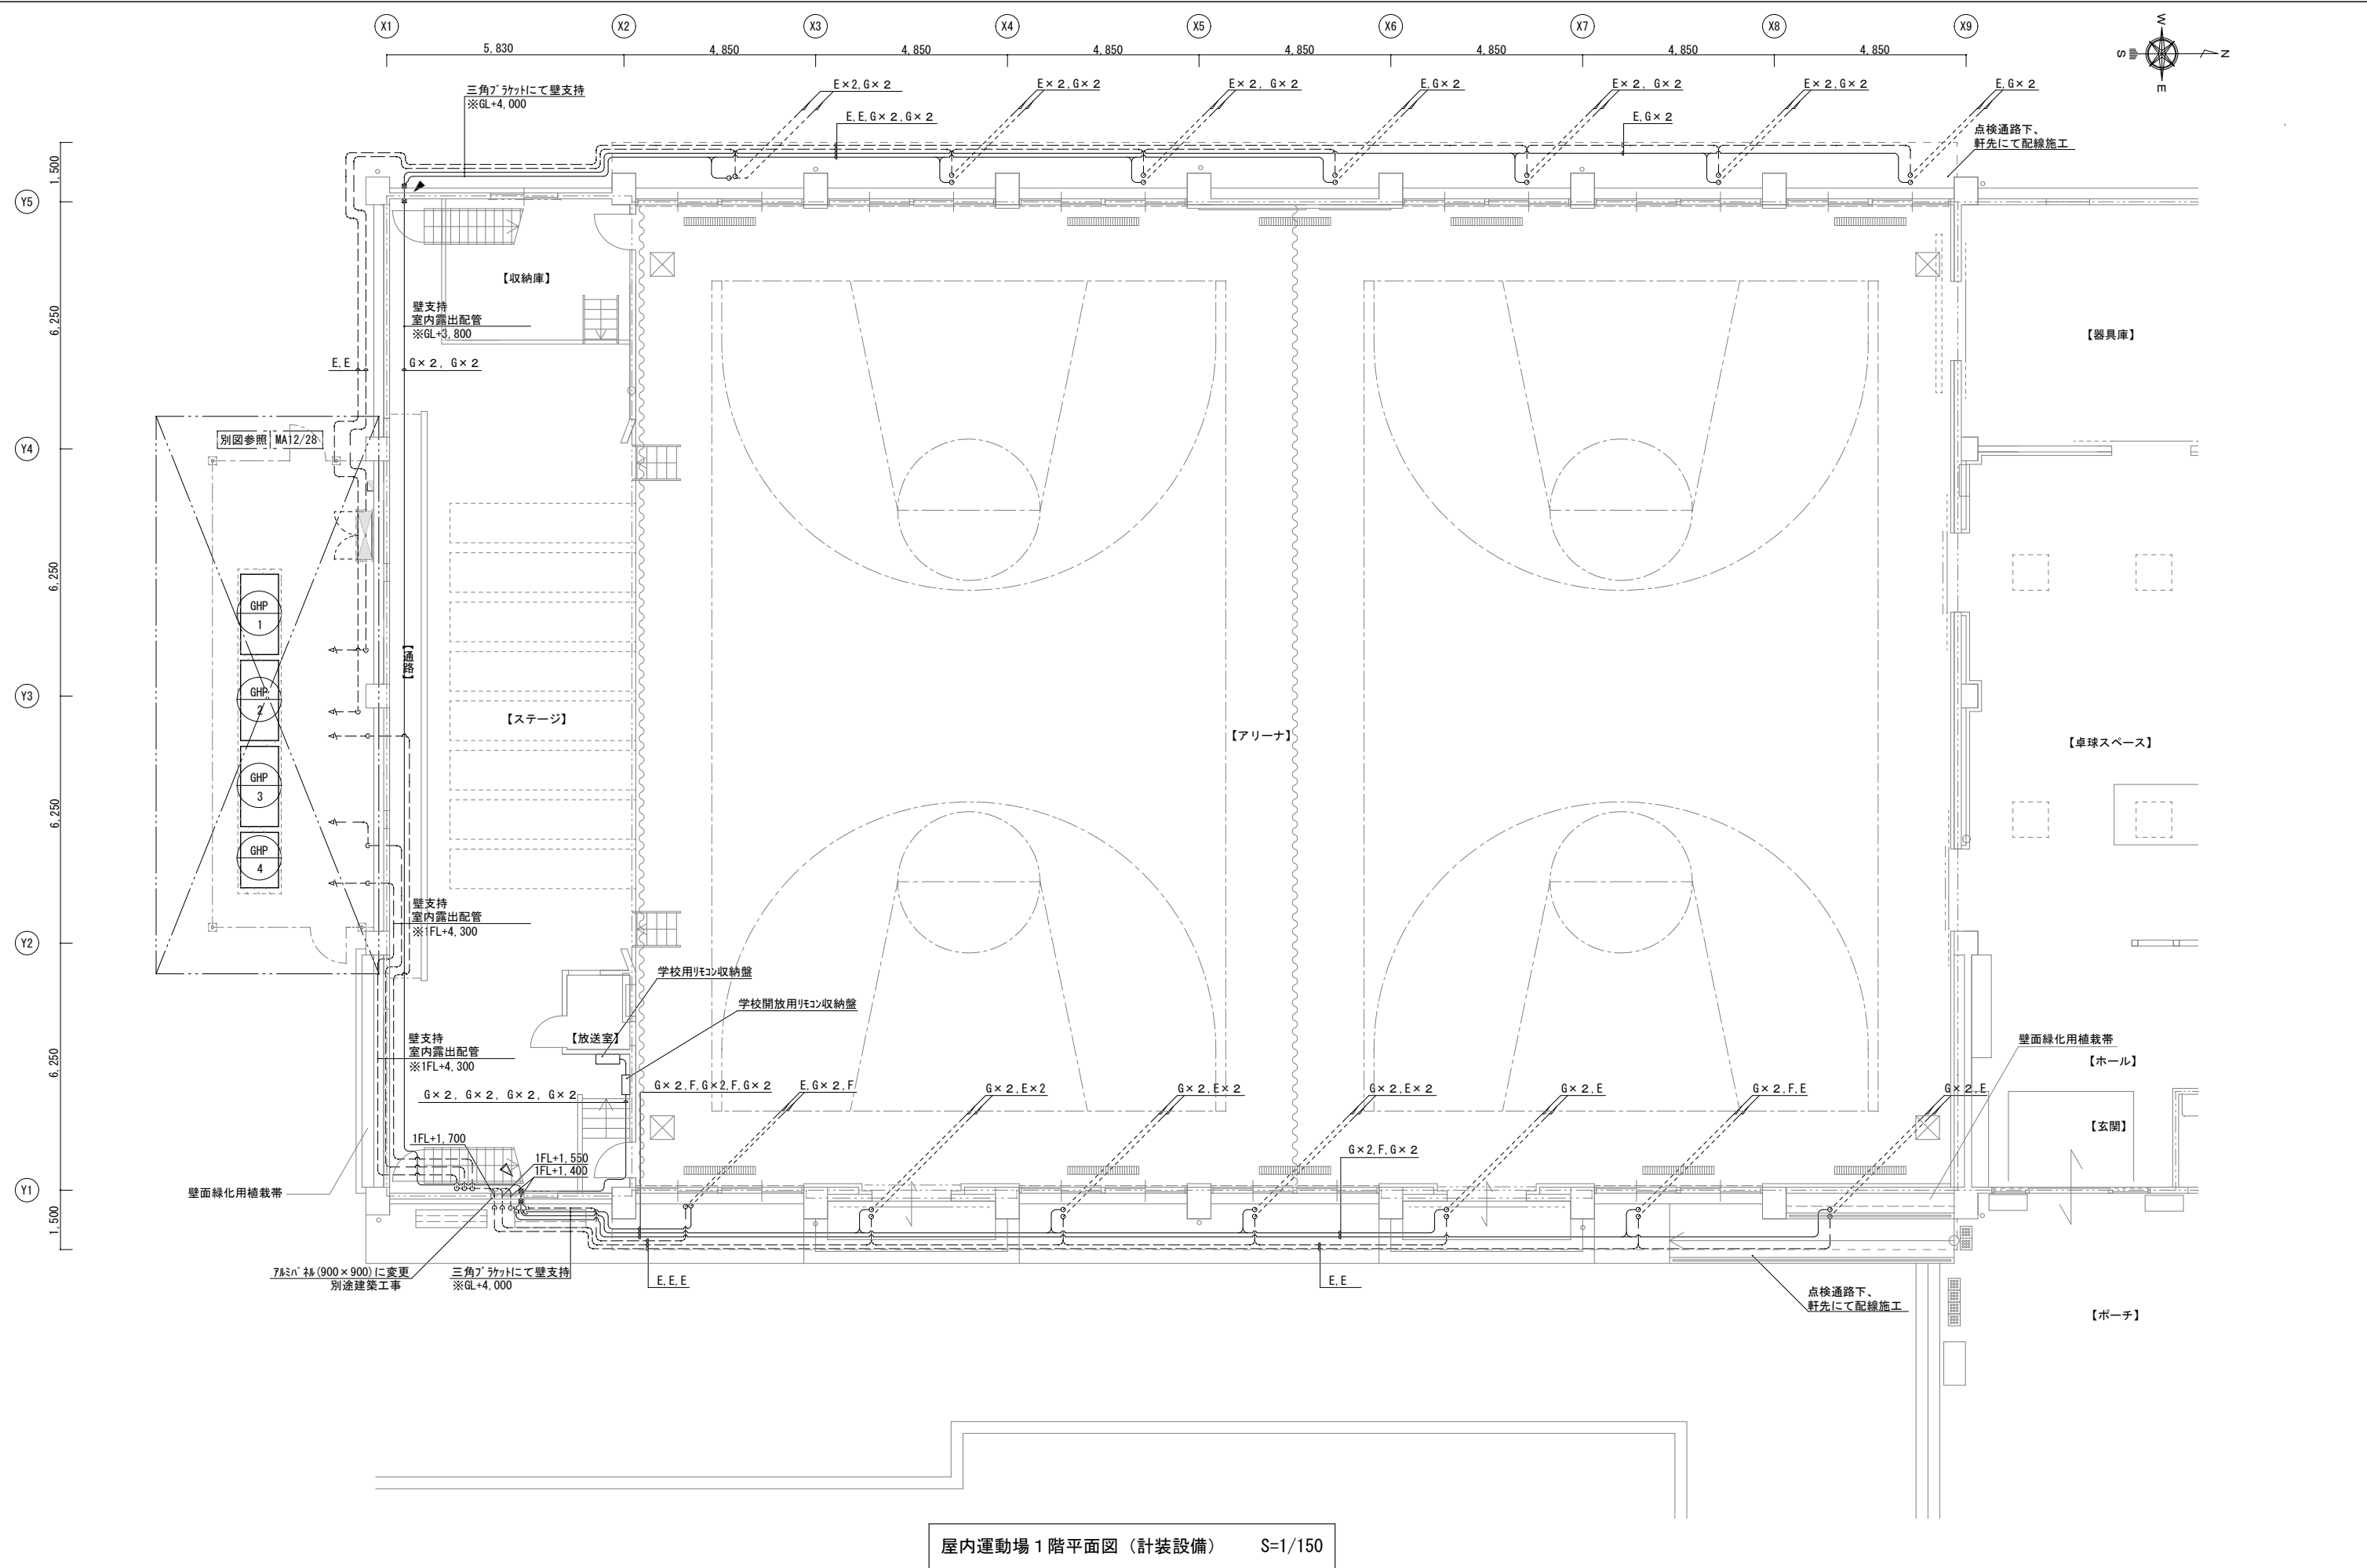 X1
X2
X3
X4
X5
X6
X7
X8
X9
5,830
4,850
4,850
4,850
4,850
4,850
4,850
4,850
W
S
N
E
三角ブラケットにて壁支持
※GL+4,000
E×2,G×2
E×2,G×2
E×2, G×2
E,G×2
E×2, G×2
E×2,G×2
E,G×2
E,E,G×2,G×2
E,G×2
点検通路下、
軒先にて配線施工
1,500
Y5
【収納庫】
壁支持
室内露出配管
※GL+3,800
6,250
【器具庫】
E,E
G×2, G×2
別図参照 MA12/28
Y4
6,250
GHP
1
【通路】
GHP
2
Y3
【ステージ】
【アリーナ】
【卓球スペース】
GHP
3
6,250
GHP
4
壁支持
室内露出配管
※1FL+4,300
Y2
学校用リモコン収納盤
学校開放用リモコン収納盤
【放送室】
壁支持
室内露出配管
※1FL+4,300
6,250
壁面緑化用植栽帯
【ホール】
G×2, G×2, G×2, G×2
G×2,F,G×2,F,G×2
E,G×2,F
G×2,E×2
G×2,E×2
G×2,E×2
G×2,E
G×2,F,E
G×2,E
【玄関】
1FL+1,700
1FL+1,550
1FL+1,400
G×2,F,G×2
Y1
壁面緑化用植栽帯
1,500
アルミパネル(900×900)に変更
別途建築工事
三角ブラケットにて壁支持
※GL+4,000
E,E,E
E,E
点検通路下、
軒先にて配線施工
【ポーチ】
屋内運動場1階平面図（計装設備） S=1/150